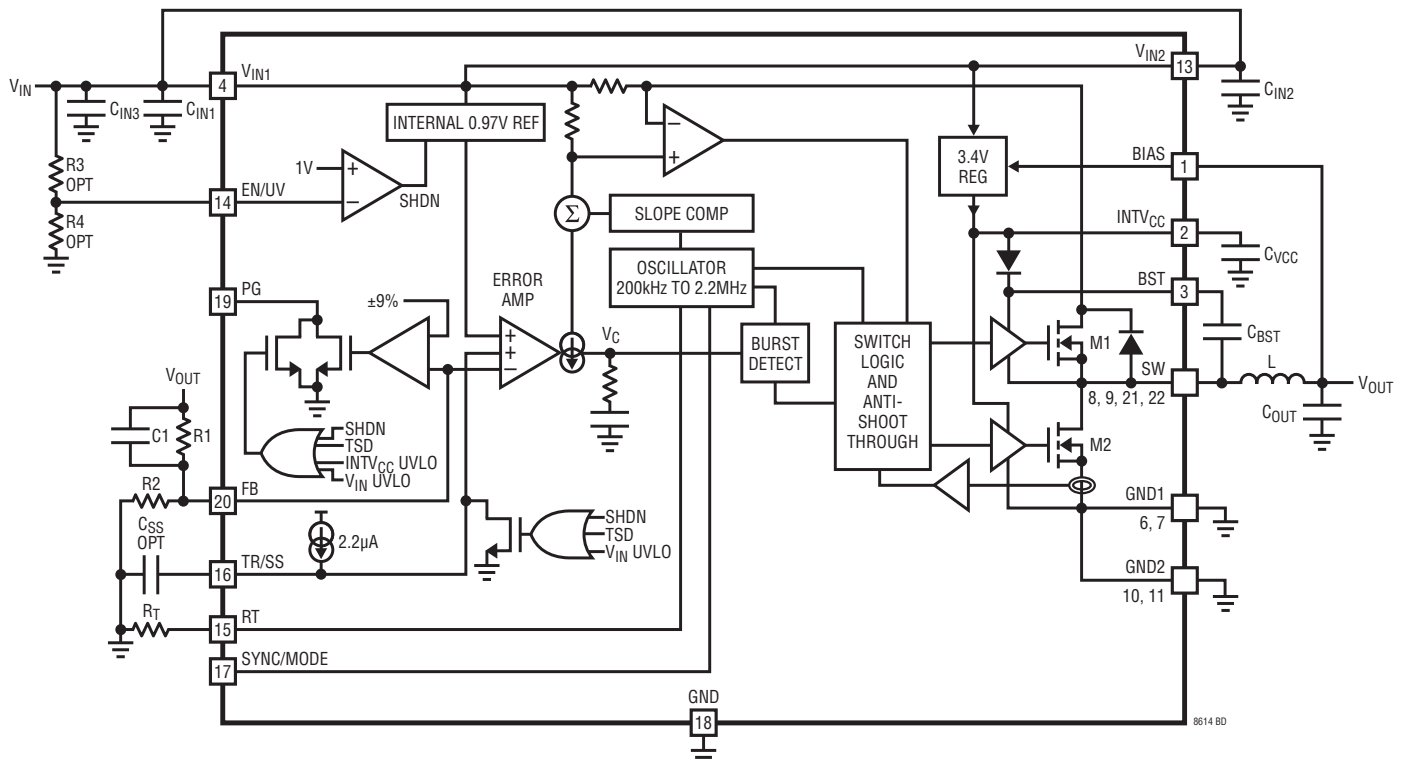 VIN
CIN3
CIN1
4
VIN1
VIN2
13
CIN2
INTERNAL 0.97V REF
R3
OPT
R4
OPT
14
EN/UV
1V
+
−
SHDN
−
+
Σ
SLOPE COMP
OSCILLATOR
200kHz TO 2.2MHz
3.4V
REG
BIAS
1
INTVCC
2
CVCC
BST
3
CBST
19
PG
±9%
ERROR
AMP
+
+
−
VC
BURST
DETECT
SWITCH
LOGIC
AND
ANTI-
SHOOT
THROUGH
M1
SW
8, 9, 21, 22
L
VOUT
COUT
M2
VOUT
C1
R1
SHDN
TSD
INTVCC UVLO
VIN UVLO
R2
20
FB
CSS
OPT
2.2µA
16
TR/SS
SHDN
TSD
VIN UVLO
GND1
6, 7
GND2
10, 11
RT
15
RT
17
SYNC/MODE
GND
18
8614 BD